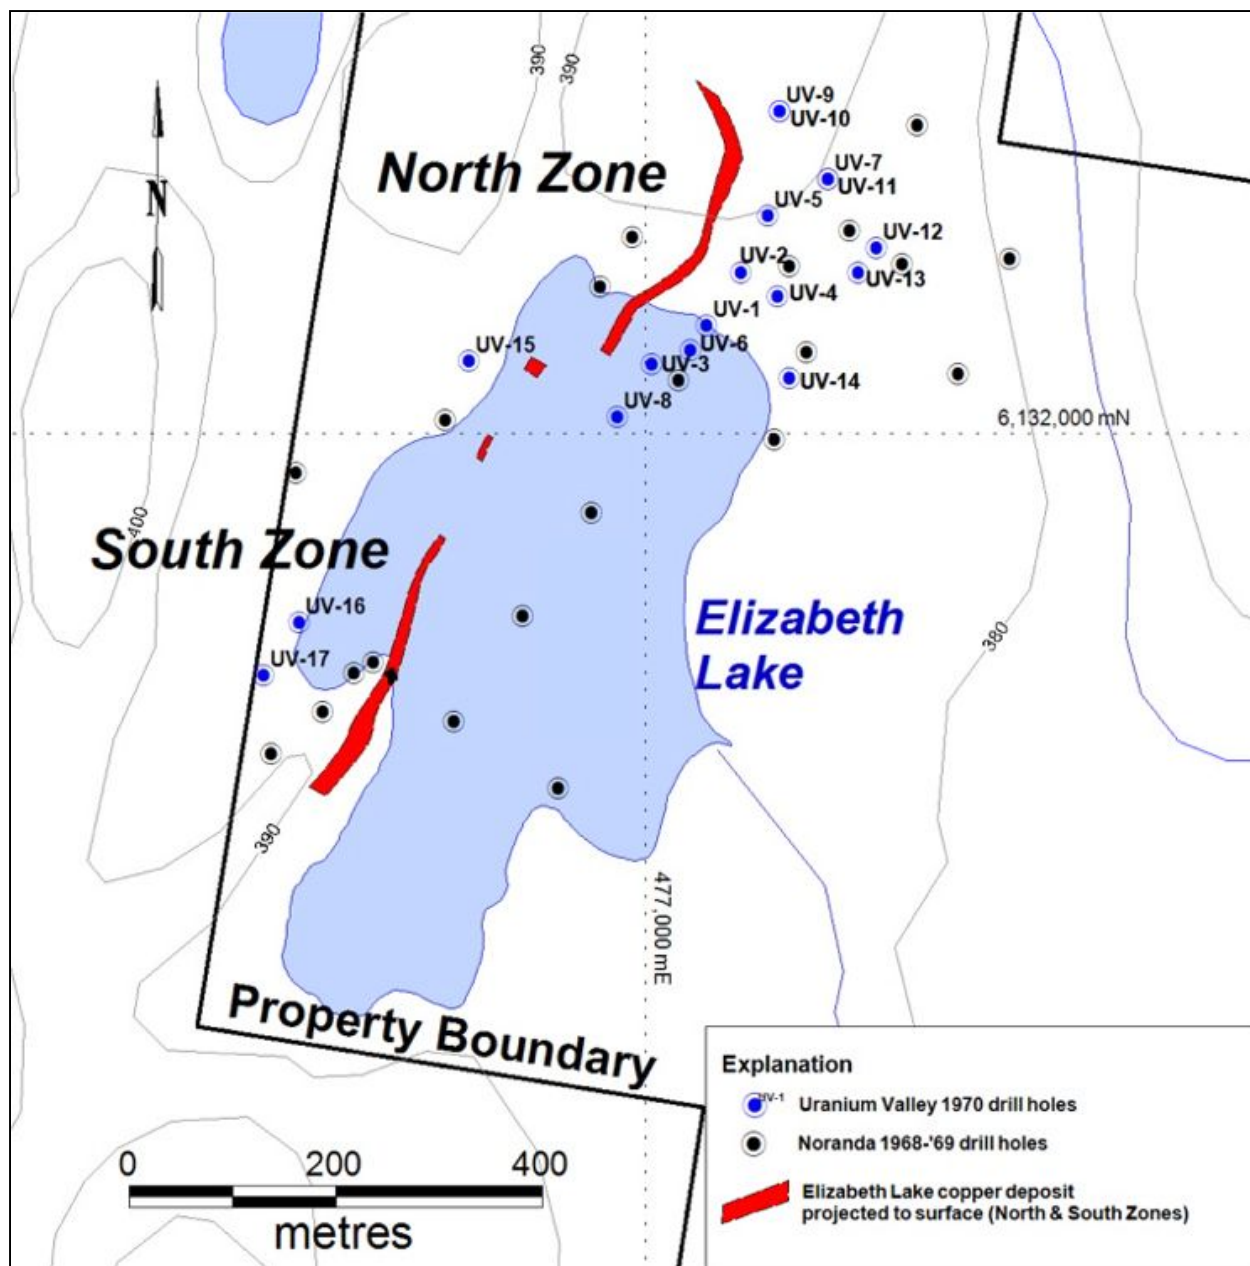 390
390
UV-9
UV-10
North Zone
UV-7
UV-11
N
UV-5
UV-12
UV-2
UV-13
UV-4
UV-1
UV-15
UV-6
UV-3
UV-14
UV-8
6,132,000 mN
400
South Zone
UV-16
Elizabeth
Lake
380
UV-17
390
477,000 mE
Property Boundary
Explanation
UV-1
Uranium Valley 1970 drill holes
Noranda 1968-'69 drill holes
0 200 400
metres
Elizabeth Lake copper deposit
projected to surface (North & South Zones)